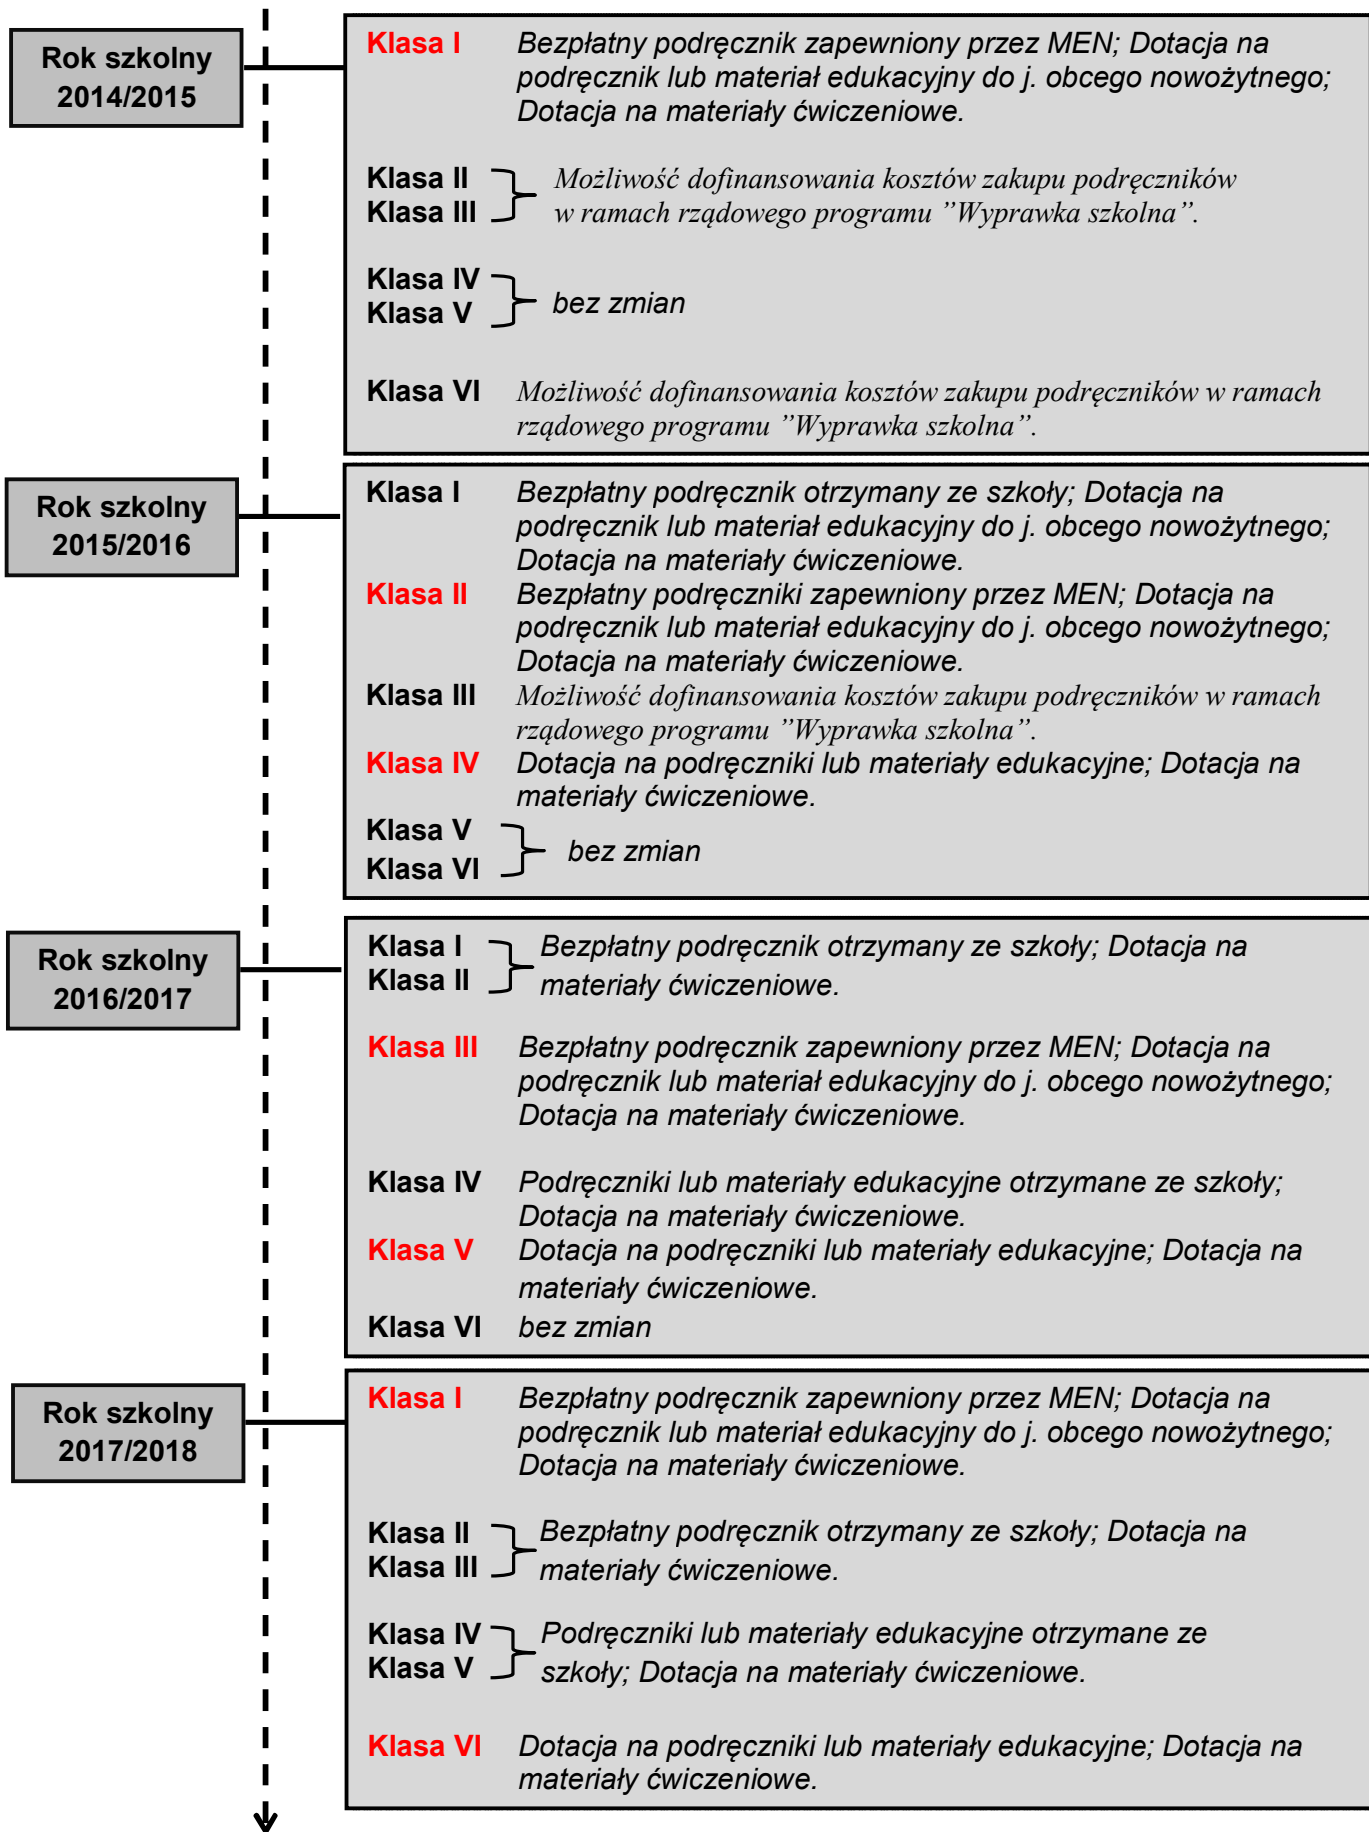 Rok szkolny
2014/2015
Klasa I Bezpłatny podręcznik zapewniony przez MEN; Dotacja na
podręcznik lub materiał edukacyjny do j. obcego nowożytnego;
Dotacja na materiały ćwiczeniowe.
Klasa II
Klasa III
Możliwość dofinansowania kosztów zakupu podręczników
w ramach rządowego programu ”Wyprawka szkolna”.
Klasa IV
Klasa V
bez zmian
Klasa VI Możliwość dofinansowania kosztów zakupu podręczników w ramach
rządowego programu ”Wyprawka szkolna”.
Rok szkolny
2015/2016
Klasa I Bezpłatny podręcznik otrzymany ze szkoły; Dotacja na
podręcznik lub materiał edukacyjny do j. obcego nowożytnego;
Dotacja na materiały ćwiczeniowe.
Klasa II Bezpłatny podręczniki zapewniony przez MEN; Dotacja na
podręcznik lub materiał edukacyjny do j. obcego nowożytnego;
Dotacja na materiały ćwiczeniowe.
Klasa III Możliwość dofinansowania kosztów zakupu podręczników w ramach
rządowego programu ”Wyprawka szkolna”.
Klasa IV Dotacja na podręczniki lub materiały edukacyjne; Dotacja na
materiały ćwiczeniowe.
Klasa V
Klasa VI
bez zmian
Rok szkolny
2016/2017
Klasa I
Klasa II
Bezpłatny podręcznik otrzymany ze szkoły; Dotacja na
materiały ćwiczeniowe.
Klasa III Bezpłatny podręcznik zapewniony przez MEN; Dotacja na
podręcznik lub materiał edukacyjny do j. obcego nowożytnego;
Dotacja na materiały ćwiczeniowe.
Klasa IV Podręczniki lub materiały edukacyjne otrzymane ze szkoły;
Dotacja na materiały ćwiczeniowe.
Klasa V Dotacja na podręczniki lub materiały edukacyjne; Dotacja na
materiały ćwiczeniowe.
Klasa VI bez zmian
Rok szkolny
2017/2018
Klasa I Bezpłatny podręcznik zapewniony przez MEN; Dotacja na
podręcznik lub materiał edukacyjny do j. obcego nowożytnego;
Dotacja na materiały ćwiczeniowe.
Klasa II
Klasa III
Bezpłatny podręcznik otrzymany ze szkoły; Dotacja na
materiały ćwiczeniowe.
Klasa IV
Klasa V
Podręczniki lub materiały edukacyjne otrzymane ze
szkoły; Dotacja na materiały ćwiczeniowe.
Klasa VI Dotacja na podręczniki lub materiały edukacyjne; Dotacja na
materiały ćwiczeniowe.